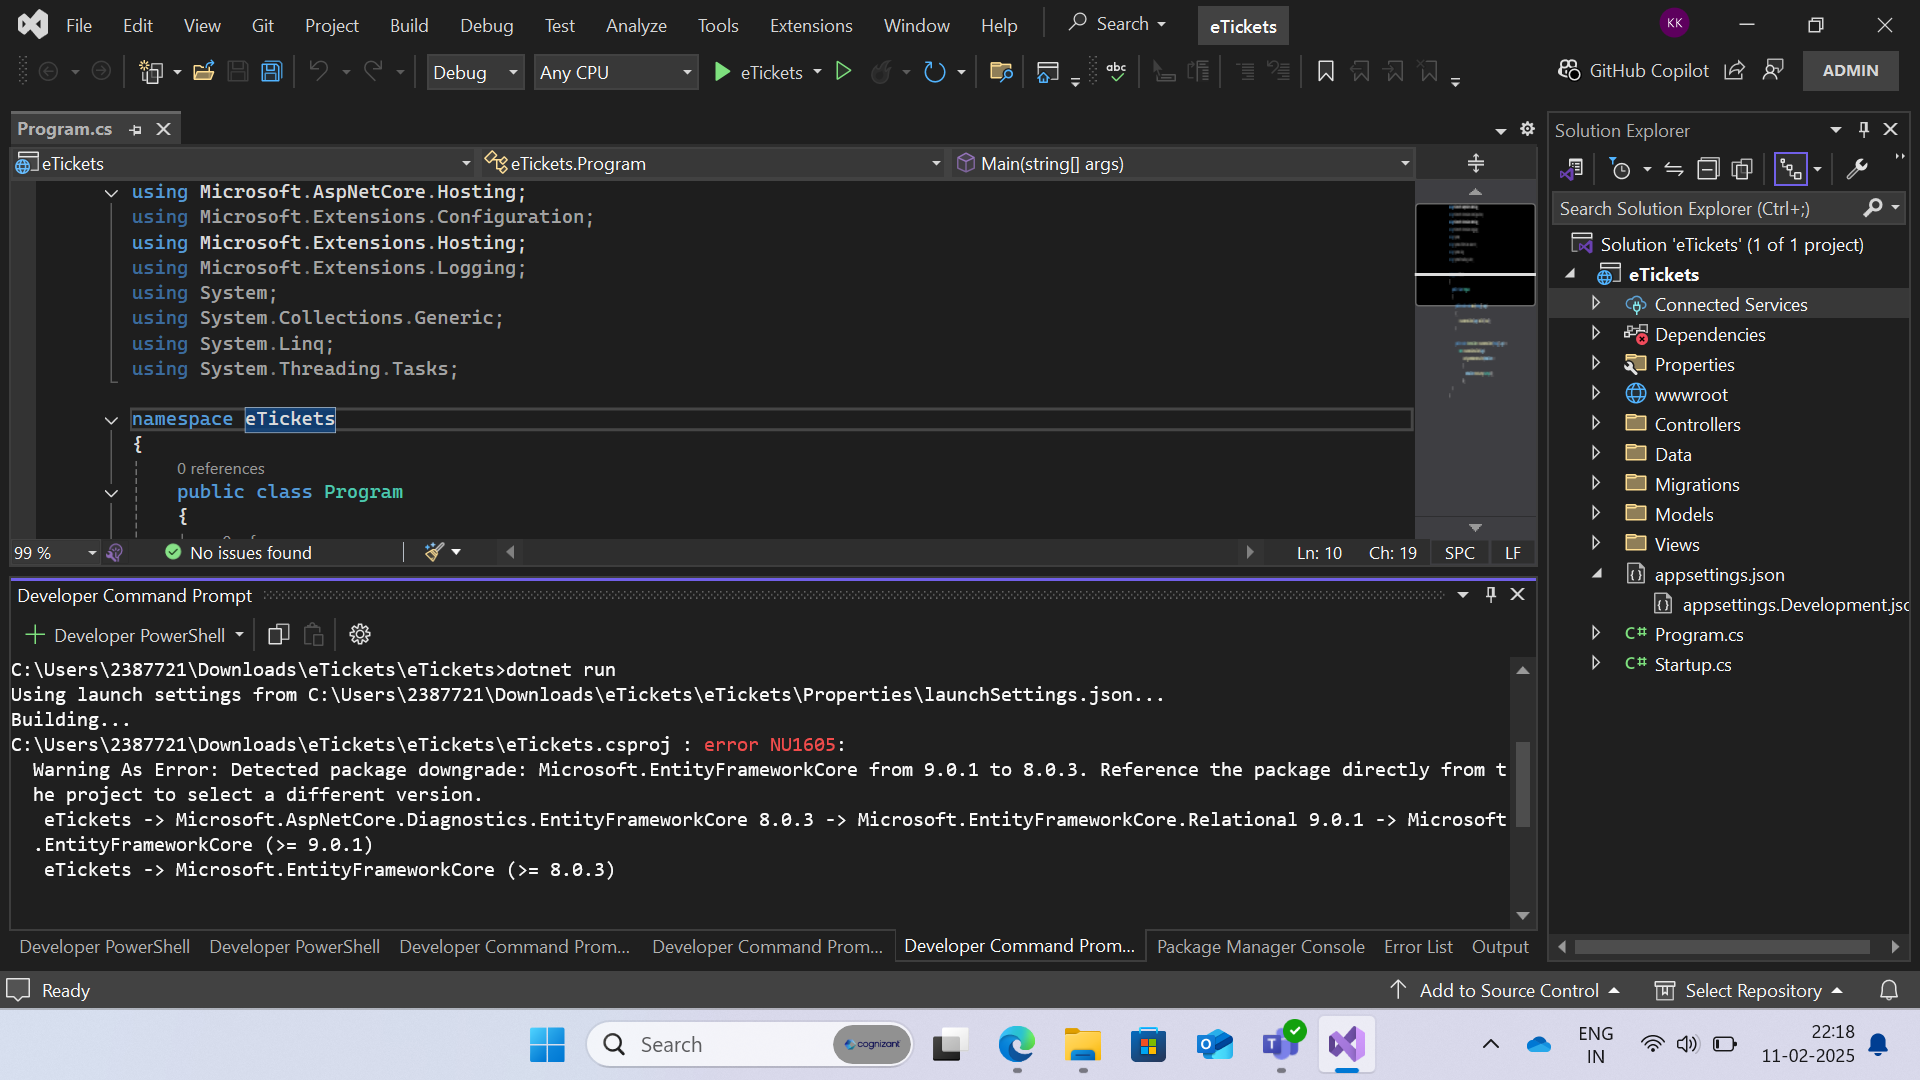 File Edit View Git Project Build Debug Test Analyze Tools Extensions Window Help Search eTickets KK
Debug Any CPU eTickets abc GitHub Copilot ADMIN
Program.cs
eTickets eTickets.Program Main(string[] args)
using Microsoft.AspNetCore.Hosting;
using Microsoft.Extensions.Configuration;
using Microsoft.Extensions.Hosting;
using Microsoft.Extensions.Logging;
using System;
using System.Collections.Generic;
using System.Linq;
using System.Threading.Tasks;
namespace eTickets
{
0 references
public class Program
{
99 % No issues found Ln: 10 Ch: 19 SPC LF
Developer Command Prompt
Developer PowerShell
C:\Users\2387721\Downloads\eTickets\eTickets>dotnet run
Using launch settings from C:\Users\2387721\Downloads\eTickets\eTickets\Properties\launchSettings.json...
Building...
C:\Users\2387721\Downloads\eTickets\eTickets\eTickets.csproj : error NU1605:
Warning As Error: Detected package downgrade: Microsoft.EntityFrameworkCore from 9.0.1 to 8.0.3. Reference the package directly from t
he project to select a different version.
eTickets -> Microsoft.AspNetCore.Diagnostics.EntityFrameworkCore 8.0.3 -> Microsoft.EntityFrameworkCore.Relational 9.0.1 -> Microsoft
.EntityFrameworkCore (>= 9.0.1)
eTickets -> Microsoft.EntityFrameworkCore (>= 8.0.3)
Developer PowerShell Developer PowerShell Developer Command Prom... Developer Command Prom... Developer Command Prom... Package Manager Console Error List Output
Solution Explorer
Search Solution Explorer (Ctrl+;)
Solution 'eTickets' (1 of 1 project)
eTickets
Connected Services
Dependencies
Properties
wwwroot
Controllers
Data
Migrations
Models
Views
appsettings.json
appsettings.Development.jso
C# Program.cs
C# Startup.cs
Ready Add to Source Control Select Repository
Search cognizant ENG
IN
22:18
11-02-2025